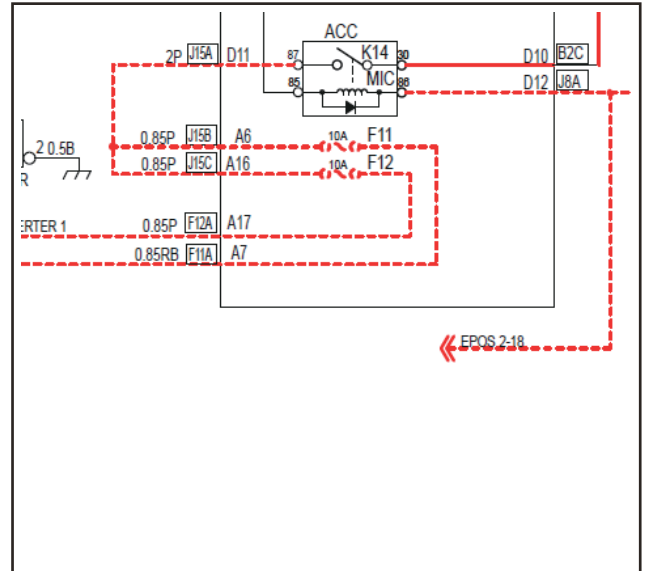 ACC
2P J15A D11 87 K14 30 D10 B2C
85 MIC 86 D12 J8A
2 0.5B
R
0.85P J15B A6 10A F11
0.85P J15C A16 10A F12
ERTER 1 0.85P F12A A17
0.85RB F11A A7
EPOS 2-18